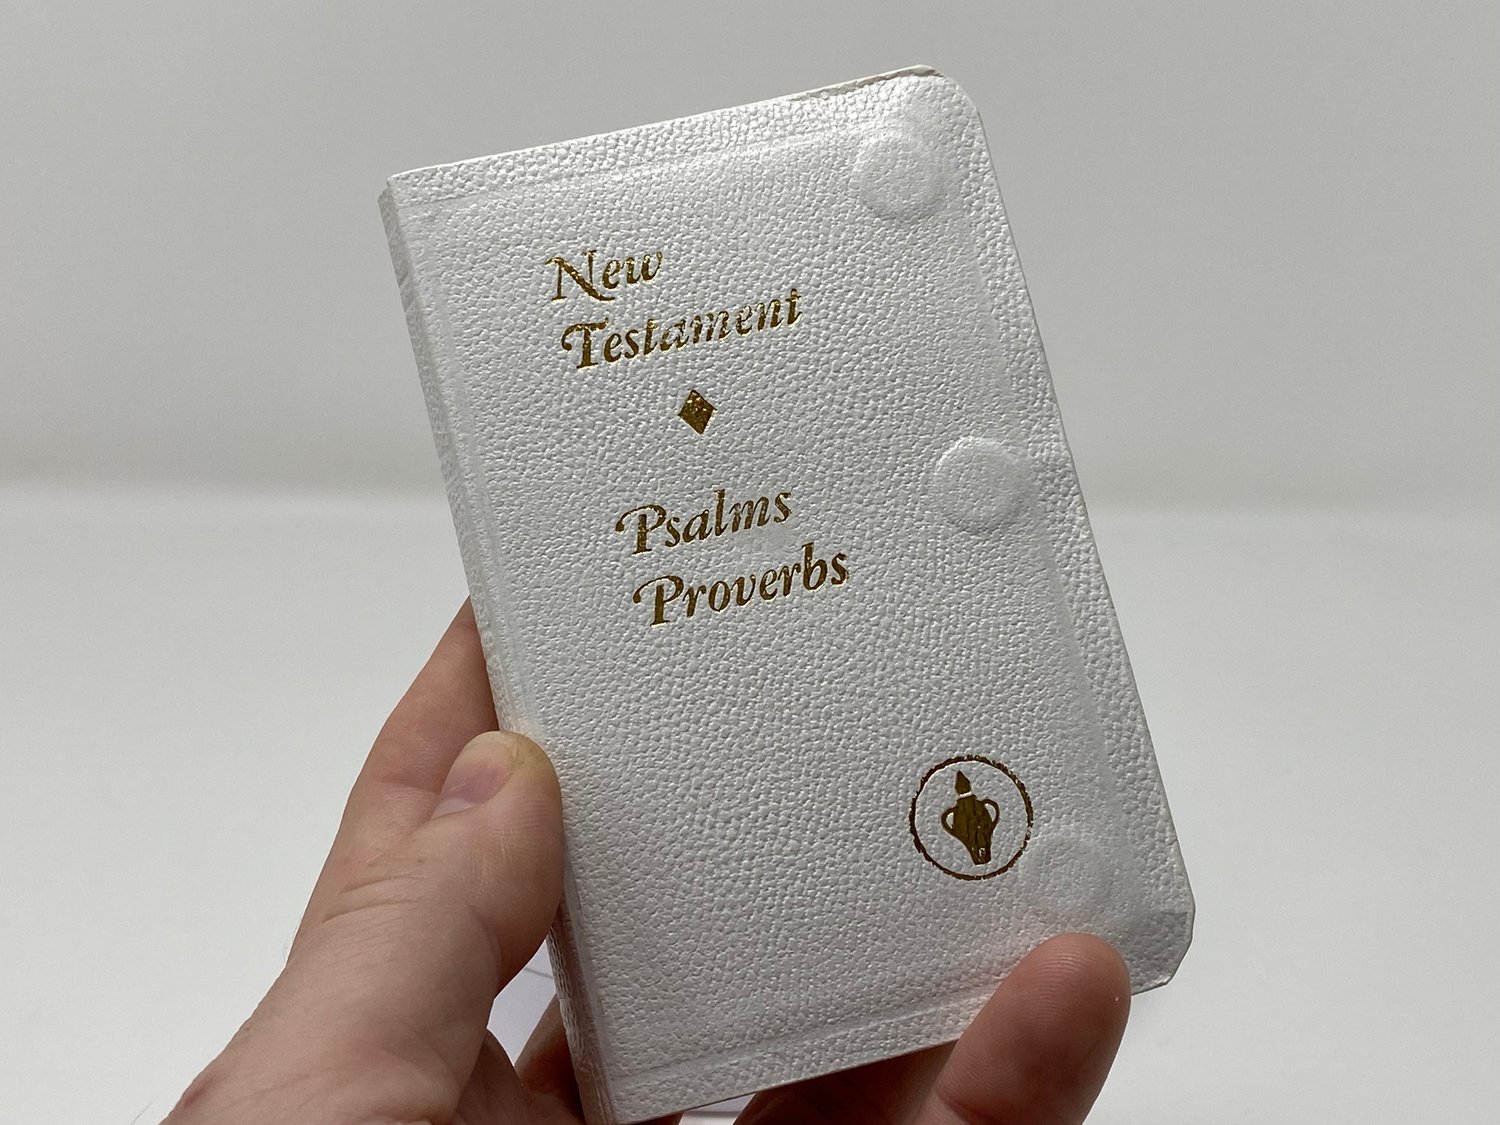 New
Testament
Psalms
Proverbs